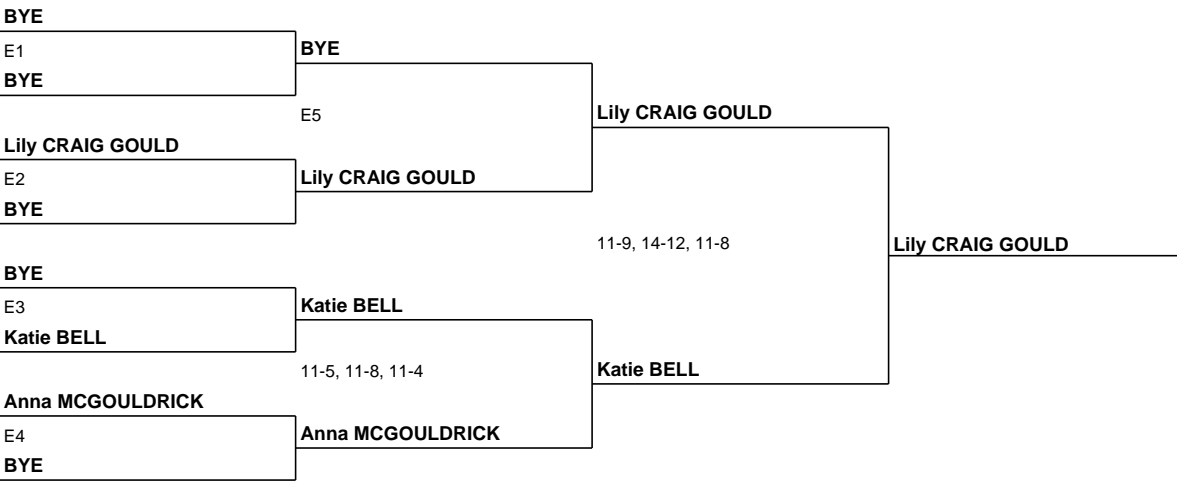 BYE
E1
BYE
BYE
E5
Lily CRAIG GOULD
Lily CRAIG GOULD
E2
Lily CRAIG GOULD
BYE
11-9, 14-12, 11-8
Lily CRAIG GOULD
BYE
E3
Katie BELL
Katie BELL
11-5, 11-8, 11-4
Katie BELL
Anna MCGOULDRICK
E4
Anna MCGOULDRICK
BYE